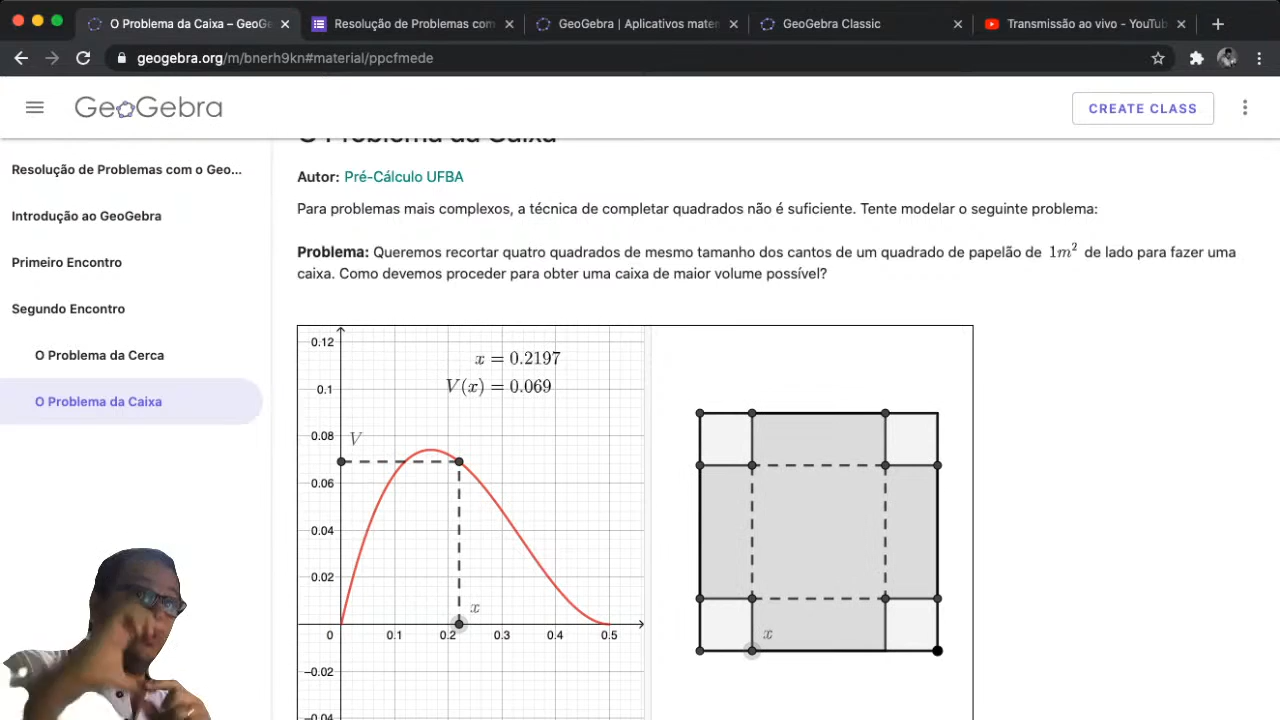 O Problema da Caixa – GeoGe
Resolução de Problemas com
GeoGebra | Aplicativos mater
GeoGebra Classic
Transmissão ao vivo - YouTub
geogebra.org/m/bnerh9kn#material/ppcfmede
GeoGebra
CREATE CLASS
O Problema da Caixa
Resolução de Problemas com o Geo...
Introdução ao GeoGebra
Primeiro Encontro
Segundo Encontro
O Problema da Cerca
O Problema da Caixa
Autor: Pré-Cálculo UFBA
Para problemas mais complexos, a técnica de completar quadrados não é suficiente. Tente modelar o seguinte problema:
Problema: Queremos recortar quatro quadrados de mesmo tamanho dos cantos de um quadrado de papelão de 1m² de lado para fazer uma
caixa. Como devemos proceder para obter uma caixa de maior volume possível?
x = 0.2197
V(x) = 0.069
0.12
0.1
0.08
V
0.06
0.04
0.02
x
0
0.1
0.2
0.3
0.4
0.5
–0.02
–0.04
x